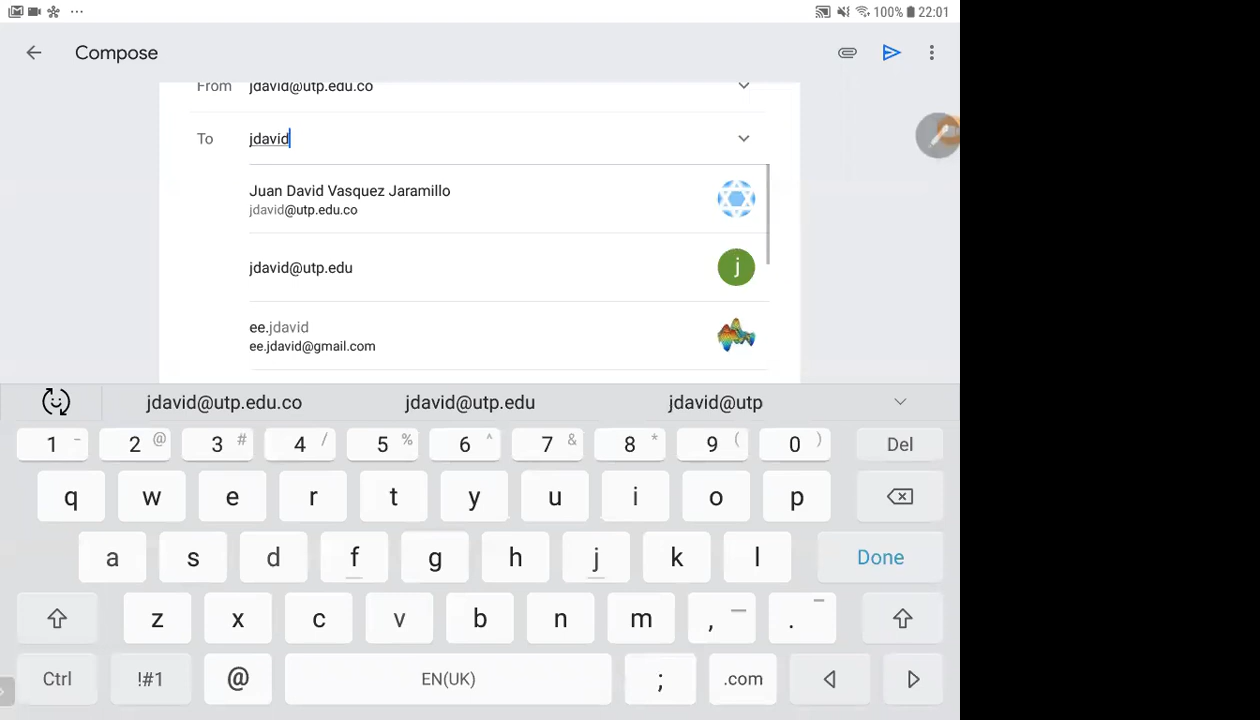 ··· 100% 22:01
Compose
From jdavid@utp.edu.co
To jdavid
Juan David Vasquez Jaramillo
jdavid@utp.edu.co
jdavid@utp.edu j
ee.jdavid
ee.jdavid@gmail.com
jdavid@utp.edu.co jdavid@utp.edu jdavid@utp
1 - 2 @ 3 # 4 / 5 % 6 ^ 7 & 8 * 9 ( 0 ) Del
q w e r t y u i o p
a s d f g h j k l Done
z x c v b n m , .
Ctrl !#1 @ EN(UK) ; .com